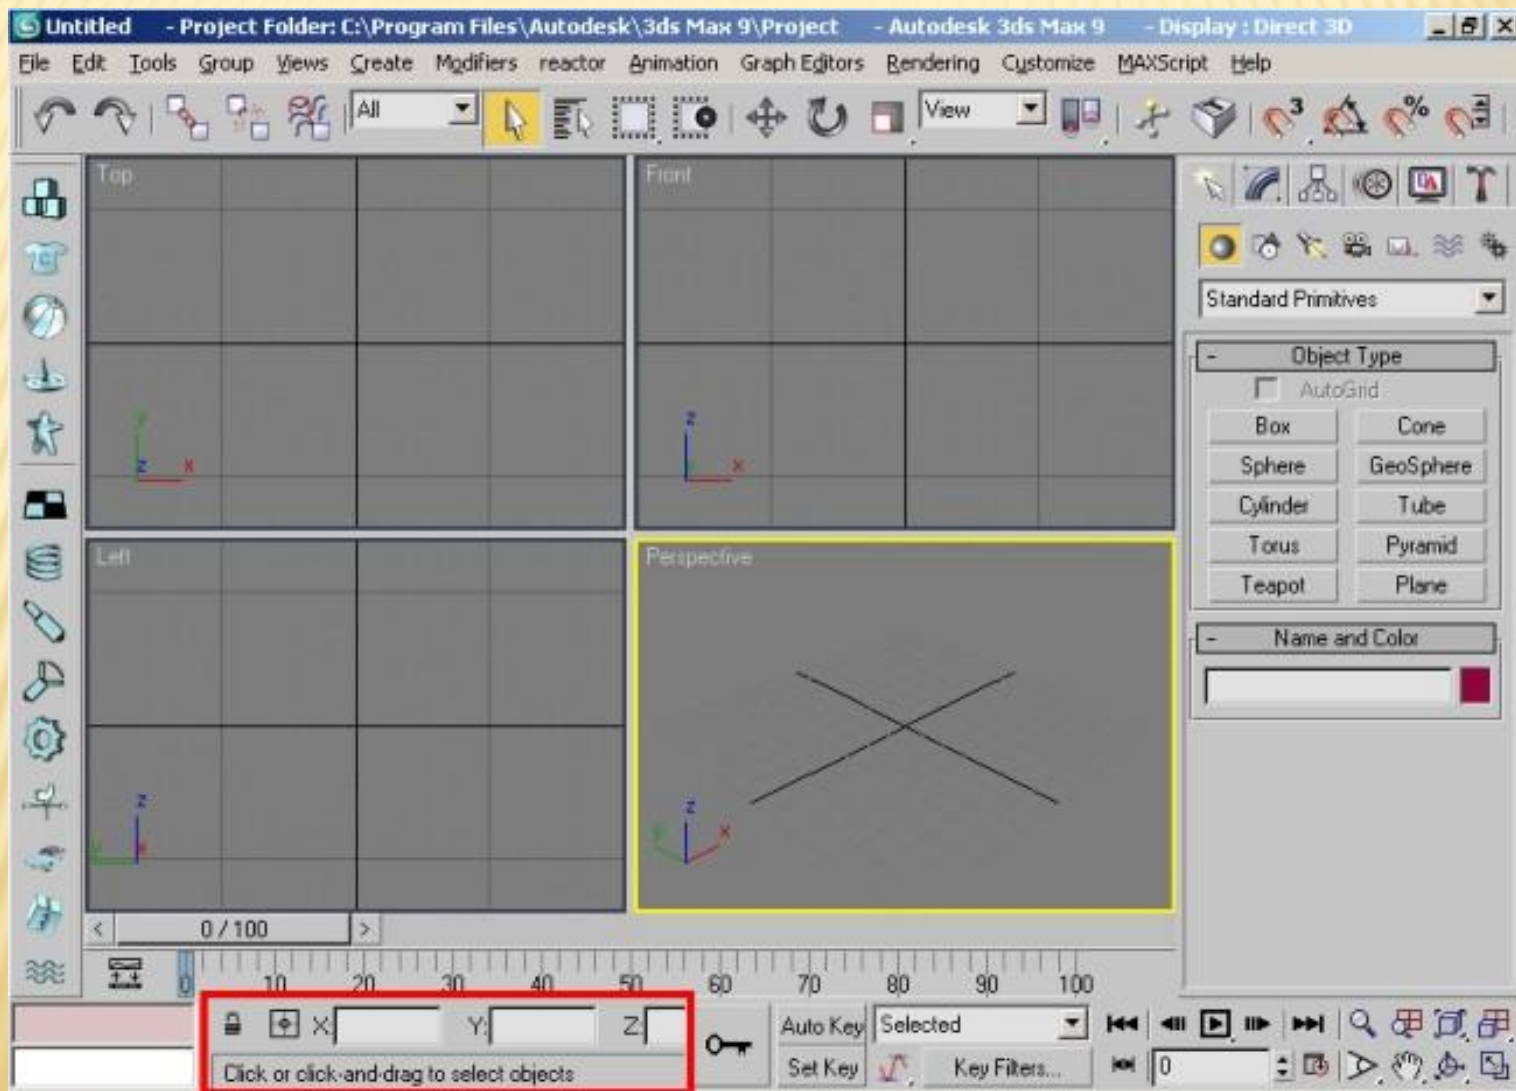 Untitled - Project Folder: C:\Program Files\Autodesk\3ds Max 9\Project - Autodesk 3ds Max 9 - Display : Direct 3D
File Edit Tools Group Views Create Modifiers reactor Animation Graph Editors Rendering Customize MAXScript Help
All View 3 %
Top Front
y z x z y x
Standard Primitives
- Object Type
AutoGrid
Box Cone
Sphere GeoSphere
Cylinder Tube
Torus Pyramid
Teapot Plane
- Name and Color
Left Perspective
z y x z y x
< 0 / 100 >
0 10 20 30 40 50 60 70 80 90 100
X: Y: Z: Auto Key Selected
Click or click-and-drag to select objects Set Key Key Filters... 0